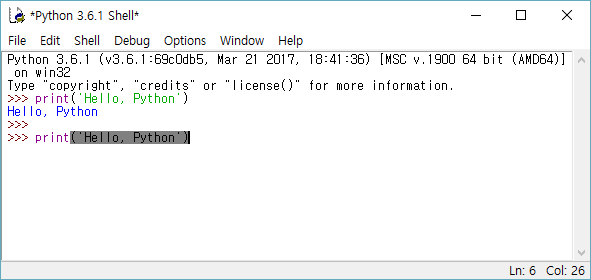 *Python 3.6.1 Shell*
File Edit Shell Debug Options Window Help
Python 3.6.1 (v3.6.1:69c0db5, Mar 21 2017, 18:41:36) [MSC v.1900 64 bit (AMD64)]
 on win32
Type "copyright", "credits" or "license()" for more information.
>>> print('Hello, Python')
Hello, Python
>>>
>>> print('Hello, Python')
Ln: 6 Col: 26